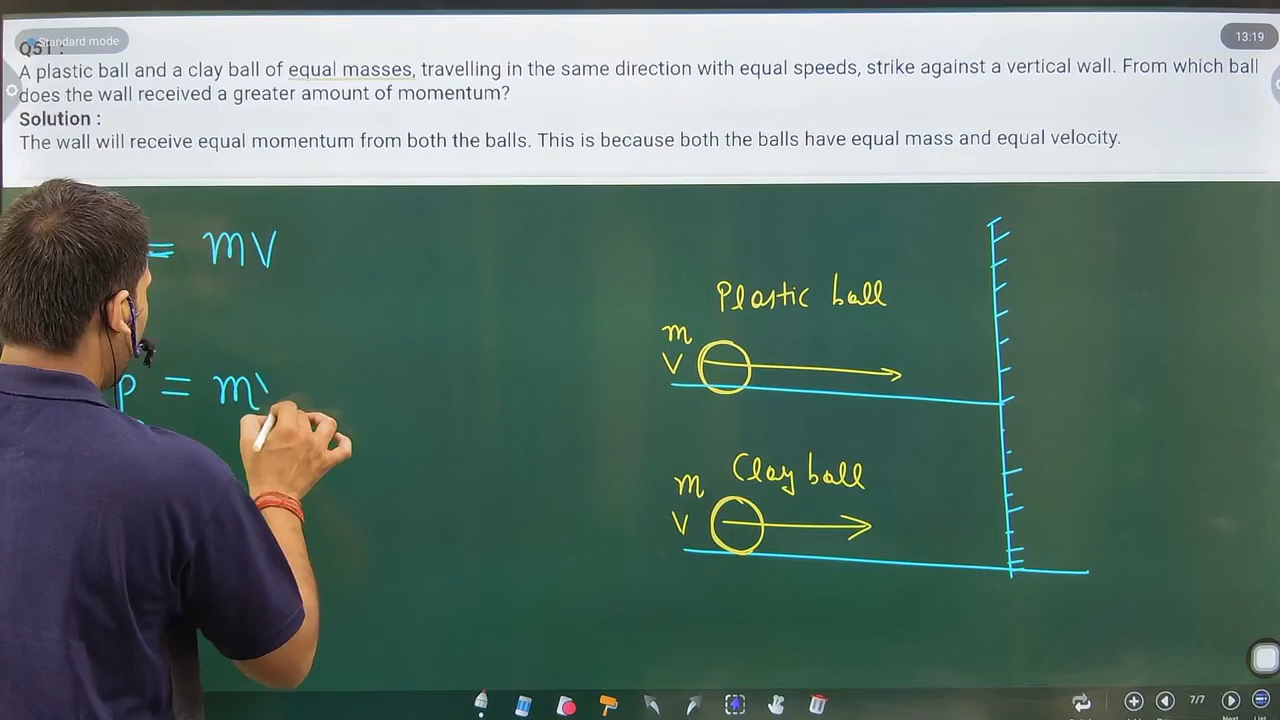 Standard mode
13:19
Q51 :
A plastic ball and a clay ball of equal masses, travelling in the same direction with equal speeds, strike against a vertical wall. From which ball
does the wall received a greater amount of momentum?
Solution :
The wall will receive equal momentum from both the balls. This is because both the balls have equal mass and equal velocity.
= mV
P = m
Plastic ball
m
V
Clay ball
m
V
7/7